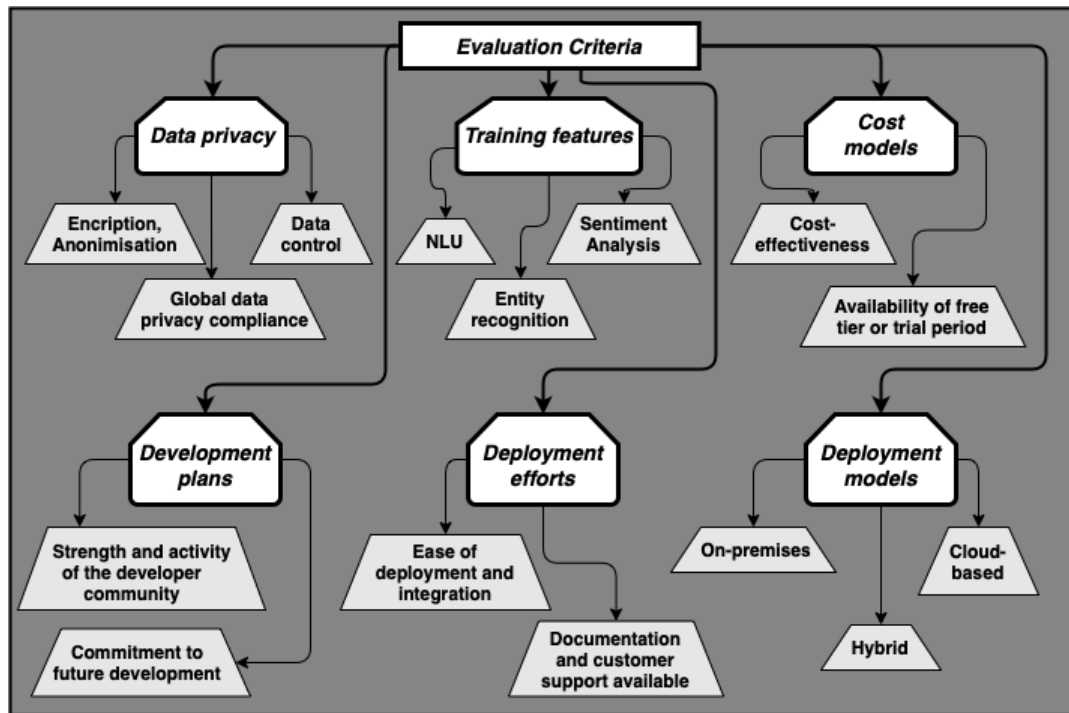 Evaluation Criteria
Data privacy
Encription,
Anonimisation
Global data
privacy compliance
Data
control
Training features
NLU
Entity
recognition
Sentiment
Analysis
Cost
models
Cost-
effectiveness
Availability of free
tier or trial period
Development
plans
Strength and activity
of the developer
community
Commitment to
future development
Deployment
efforts
Ease of
deployment and
integration
Documentation
and customer
support available
Deployment
models
On-premises
Hybrid
Cloud-
based